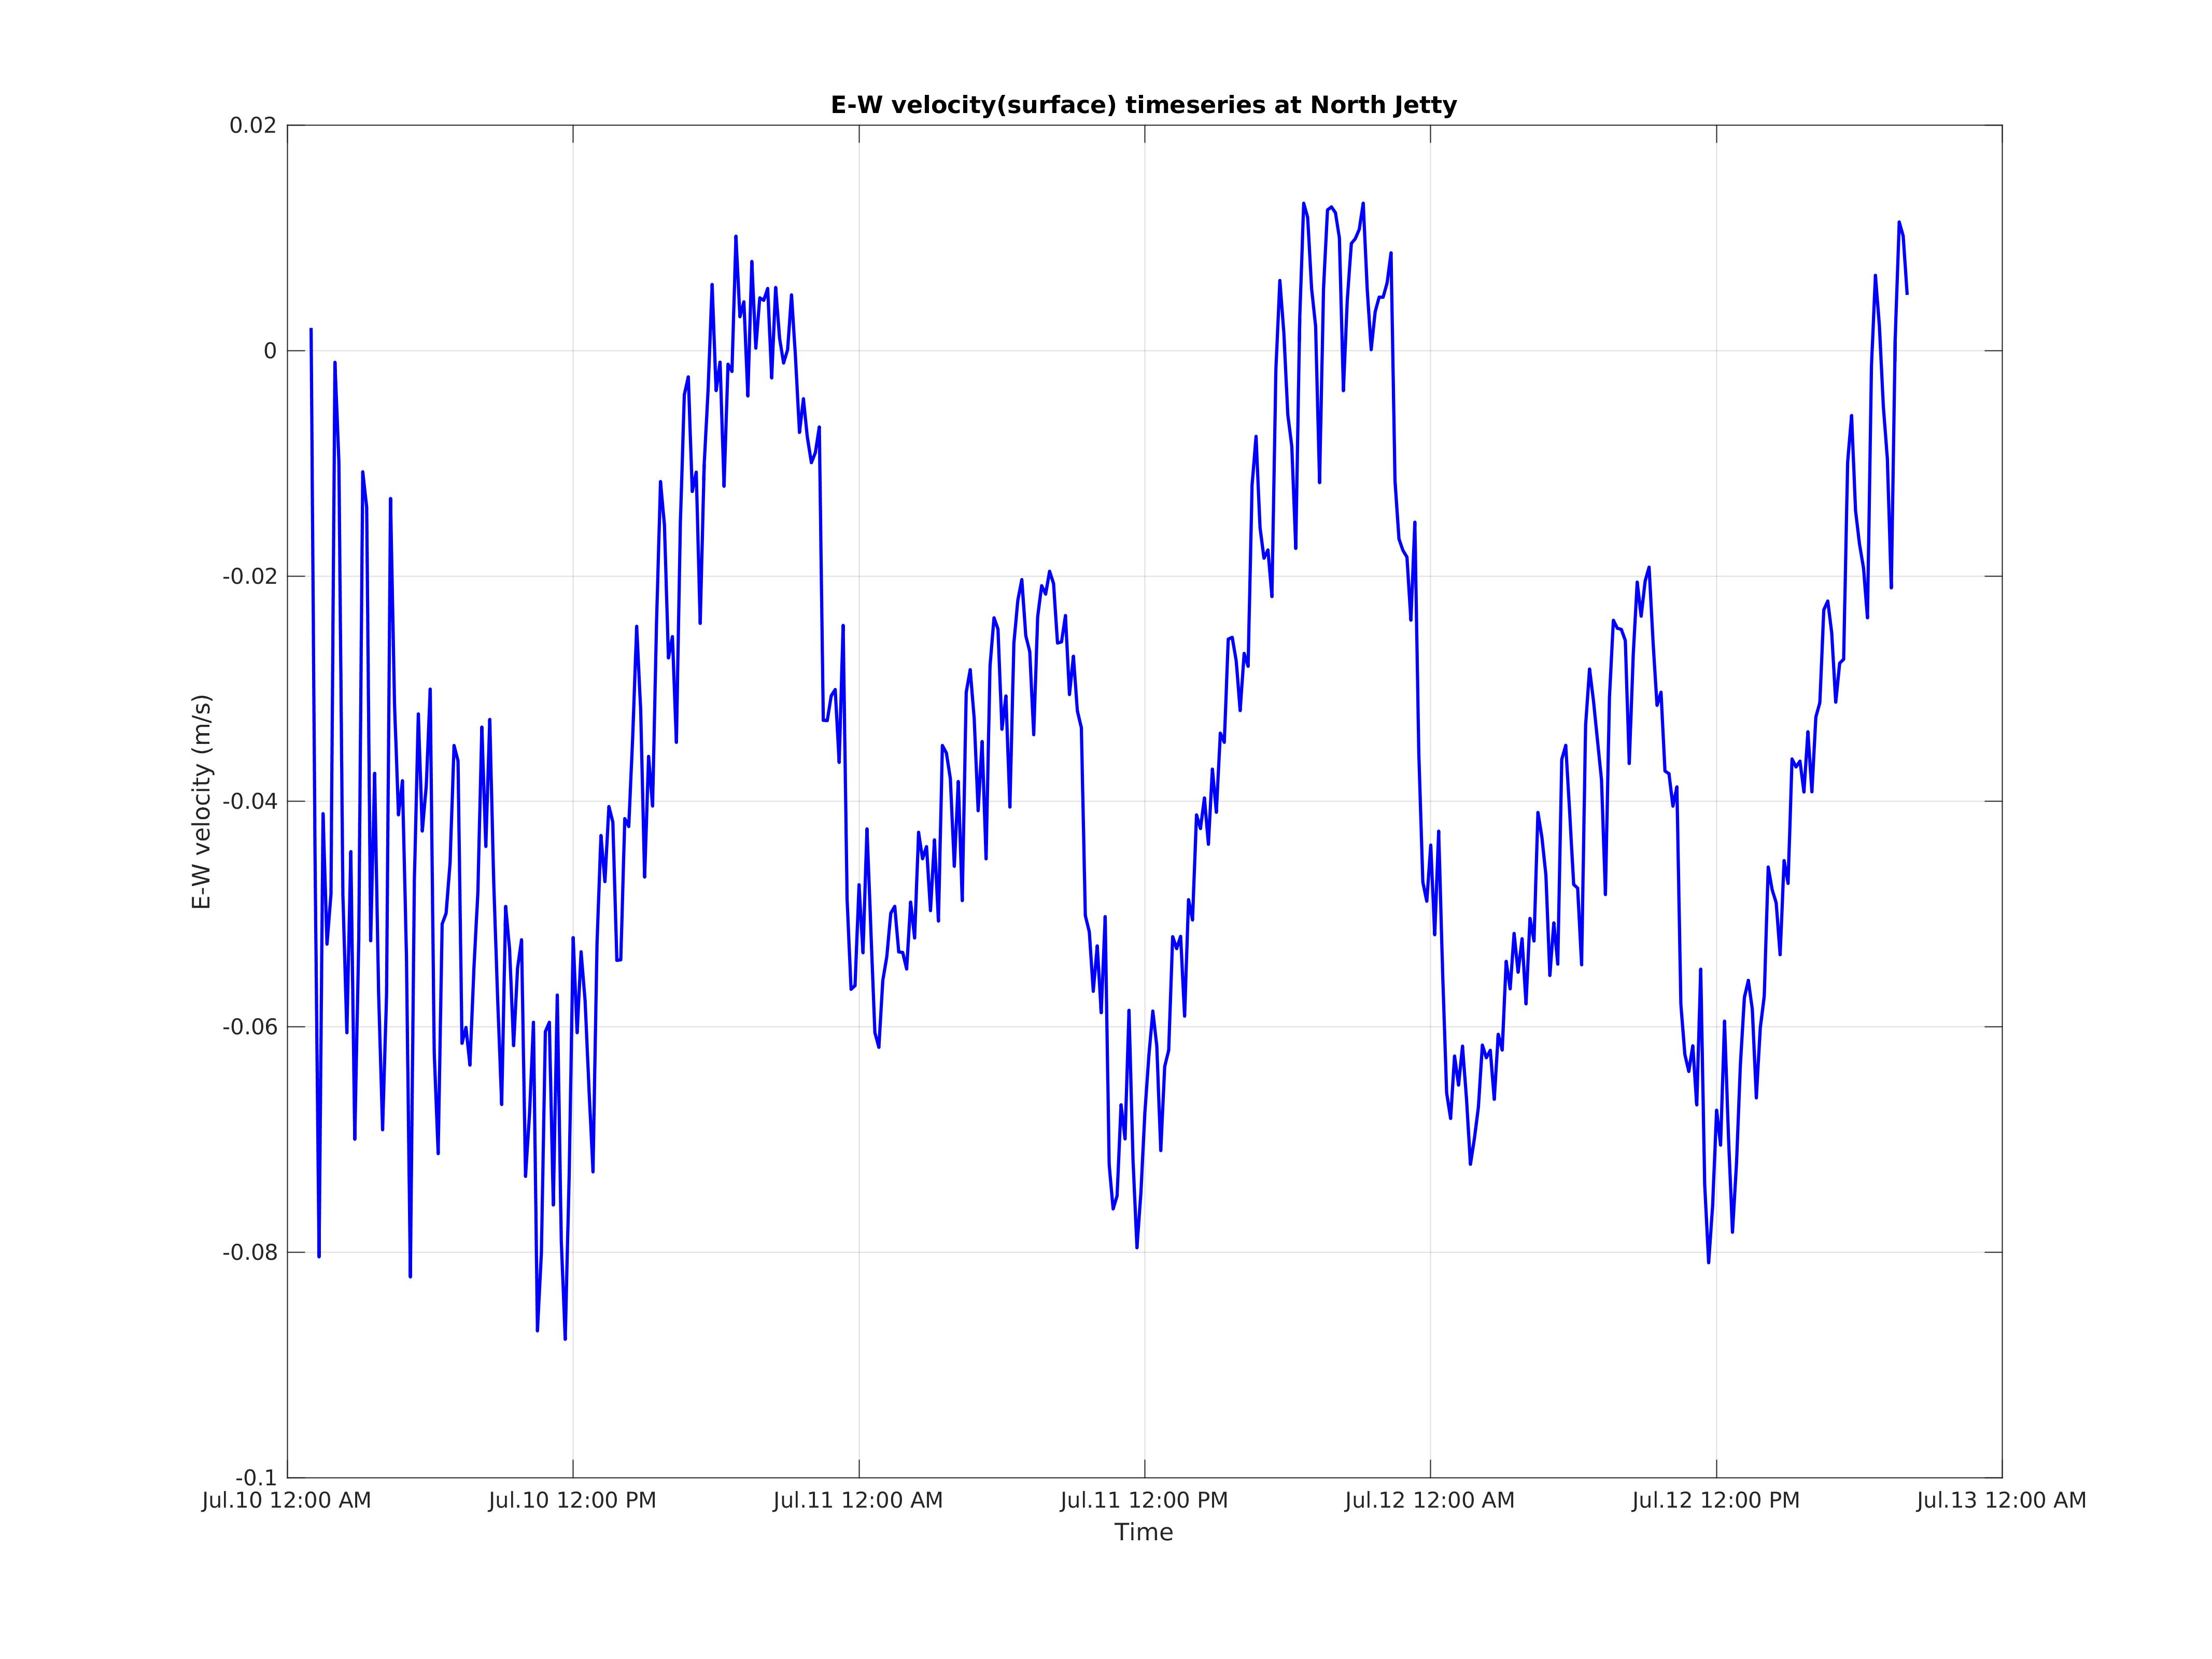 E-W velocity(surface) timeseries at North Jetty
0.02
0
-0.02
-0.04
-0.06
-0.08
-0.1
E-W velocity (m/s)
Jul.10 12:00 AM Jul.10 12:00 PM Jul.11 12:00 AM Jul.11 12:00 PM Jul.12 12:00 AM Jul.12 12:00 PM Jul.13 12:00 AM
Time